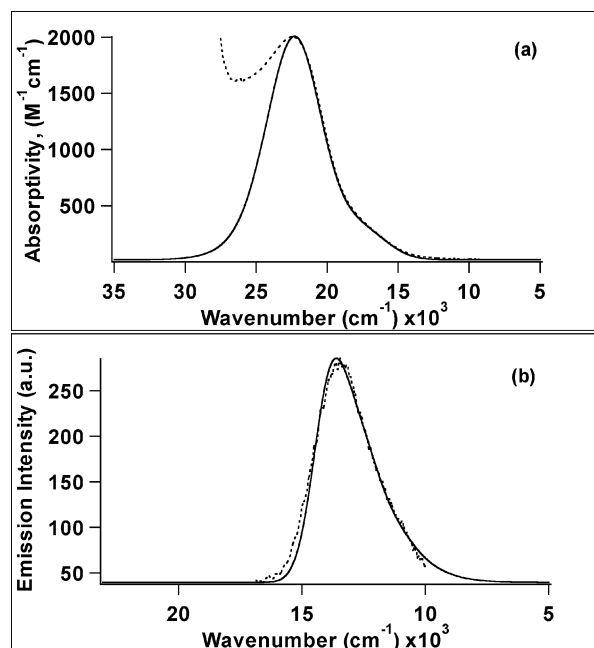 (a)
Absorptivity, (M⁻¹cm⁻¹)
2000
1500
1000
500
35 30 25 20 15 10 5
Wavenumber (cm⁻¹) x10³
(b)
Emission Intensity (a.u.)
250
200
150
100
50
20 15 10 5
Wavenumber (cm⁻¹) x10³